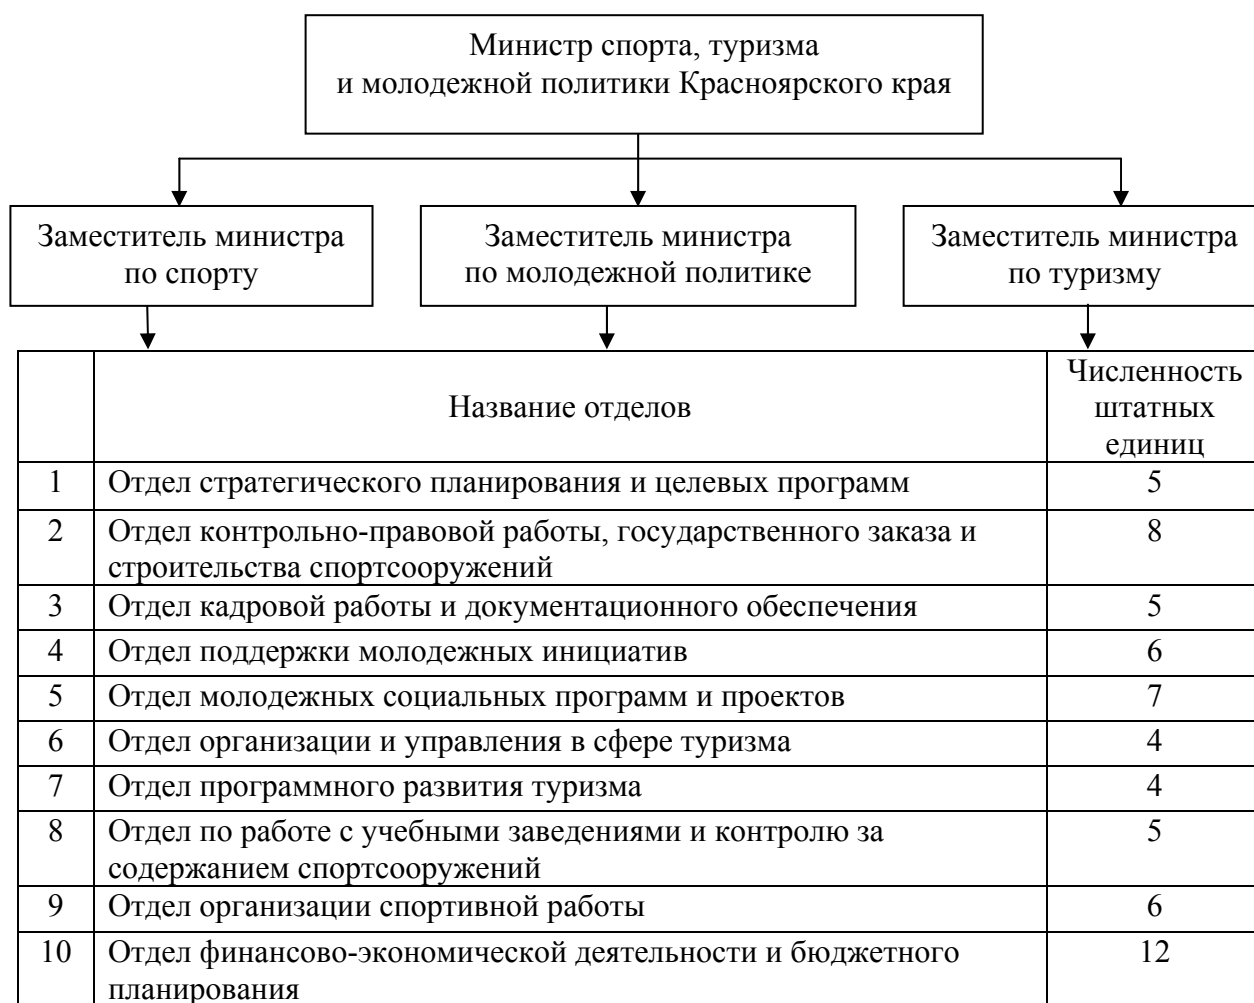 Министр спорта, туризма
и молодежной политики Красноярского края
Заместитель министра
по спорту
Заместитель министра
по молодежной политике
Заместитель министра
по туризму
Название отделов
Численность
штатных
единиц
1 Отдел стратегического планирования и целевых программ 5
2 Отдел контрольно-правовой работы, государственного заказа и 8
строительства спортсооружений
3 Отдел кадровой работы и документационного обеспечения 5
4 Отдел поддержки молодежных инициатив 6
5 Отдел молодежных социальных программ и проектов 7
6 Отдел организации и управления в сфере туризма 4
7 Отдел программного развития туризма 4
8 Отдел по работе с учебными заведениями и контролю за 5
содержанием спортсооружений
9 Отдел организации спортивной работы 6
10 Отдел финансово-экономической деятельности и бюджетного 12
планирования